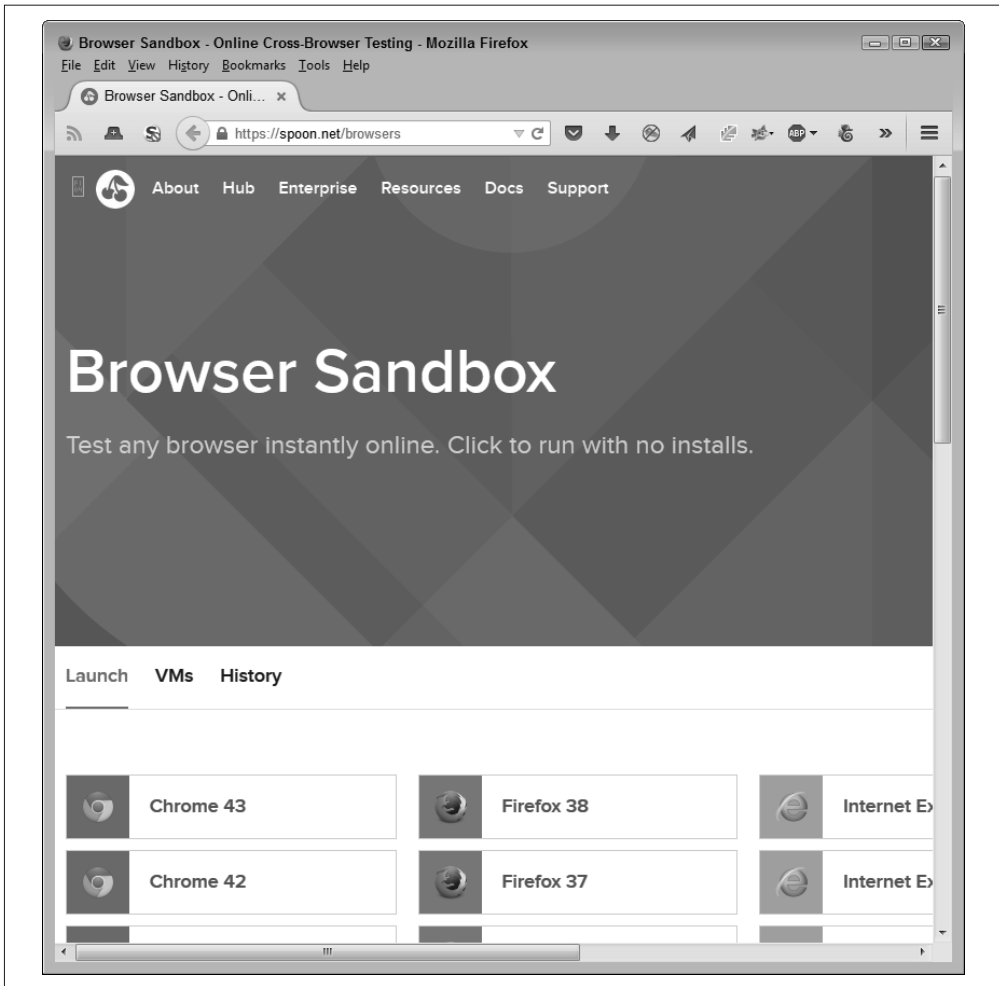 Browser Sandbox - Online Cross-Browser Testing - Mozilla Firefox
File Edit View History Bookmarks Tools Help
Browser Sandbox - Onli...
https://spoon.net/browsers
ABP
About Hub Enterprise Resources Docs Support
Browser Sandbox
Test any browser instantly online. Click to run with no installs.
Launch VMs History
Chrome 43 Firefox 38 Internet Ex
Chrome 42 Firefox 37 Internet Ex